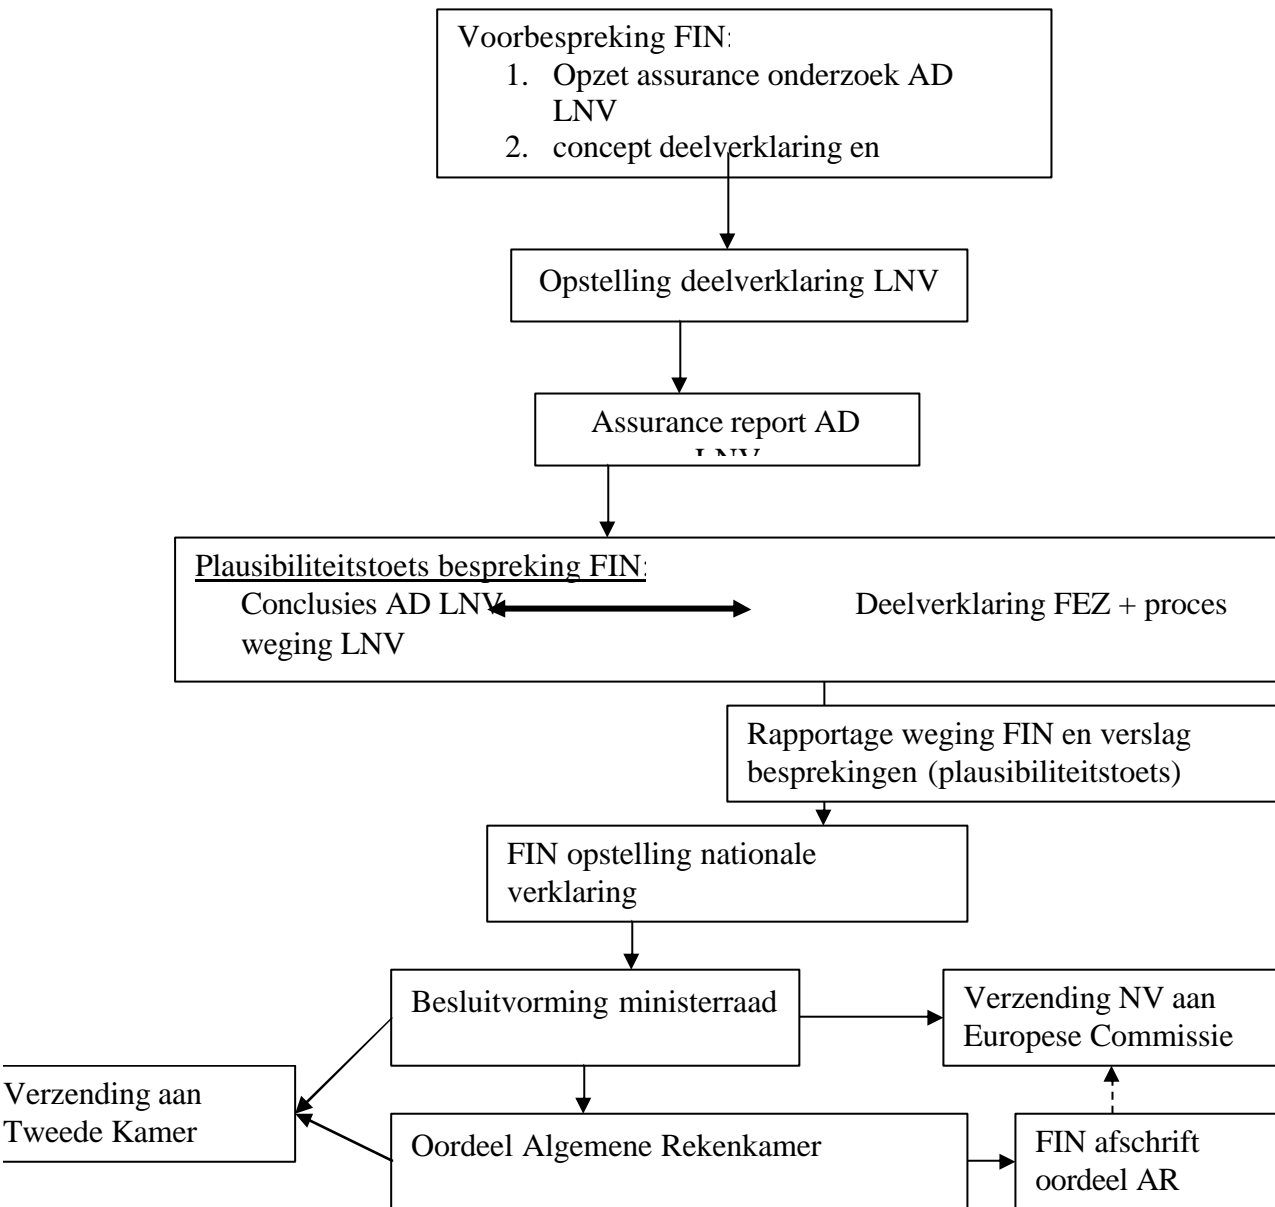 Voorbespreking FIN:
1. Opzet assurance onderzoek AD
LNV
2. concept deelverklaring en
Opstelling deelverklaring LNV
Assurance report AD
LNV
Plausibiliteitstoets bespreking FIN:
Conclusies AD LNV
Deelverklaring FEZ + proces
weging LNV
Rapportage weging FIN en verslag
besprekingen (plausibiliteitstoets)
FIN opstelling nationale
verklaring
Besluitvorming ministerraad
Verzending NV aan
Europese Commissie
Verzending aan
Tweede Kamer
Oordeel Algemene Rekenkamer
FIN afschrift
oordeel AR